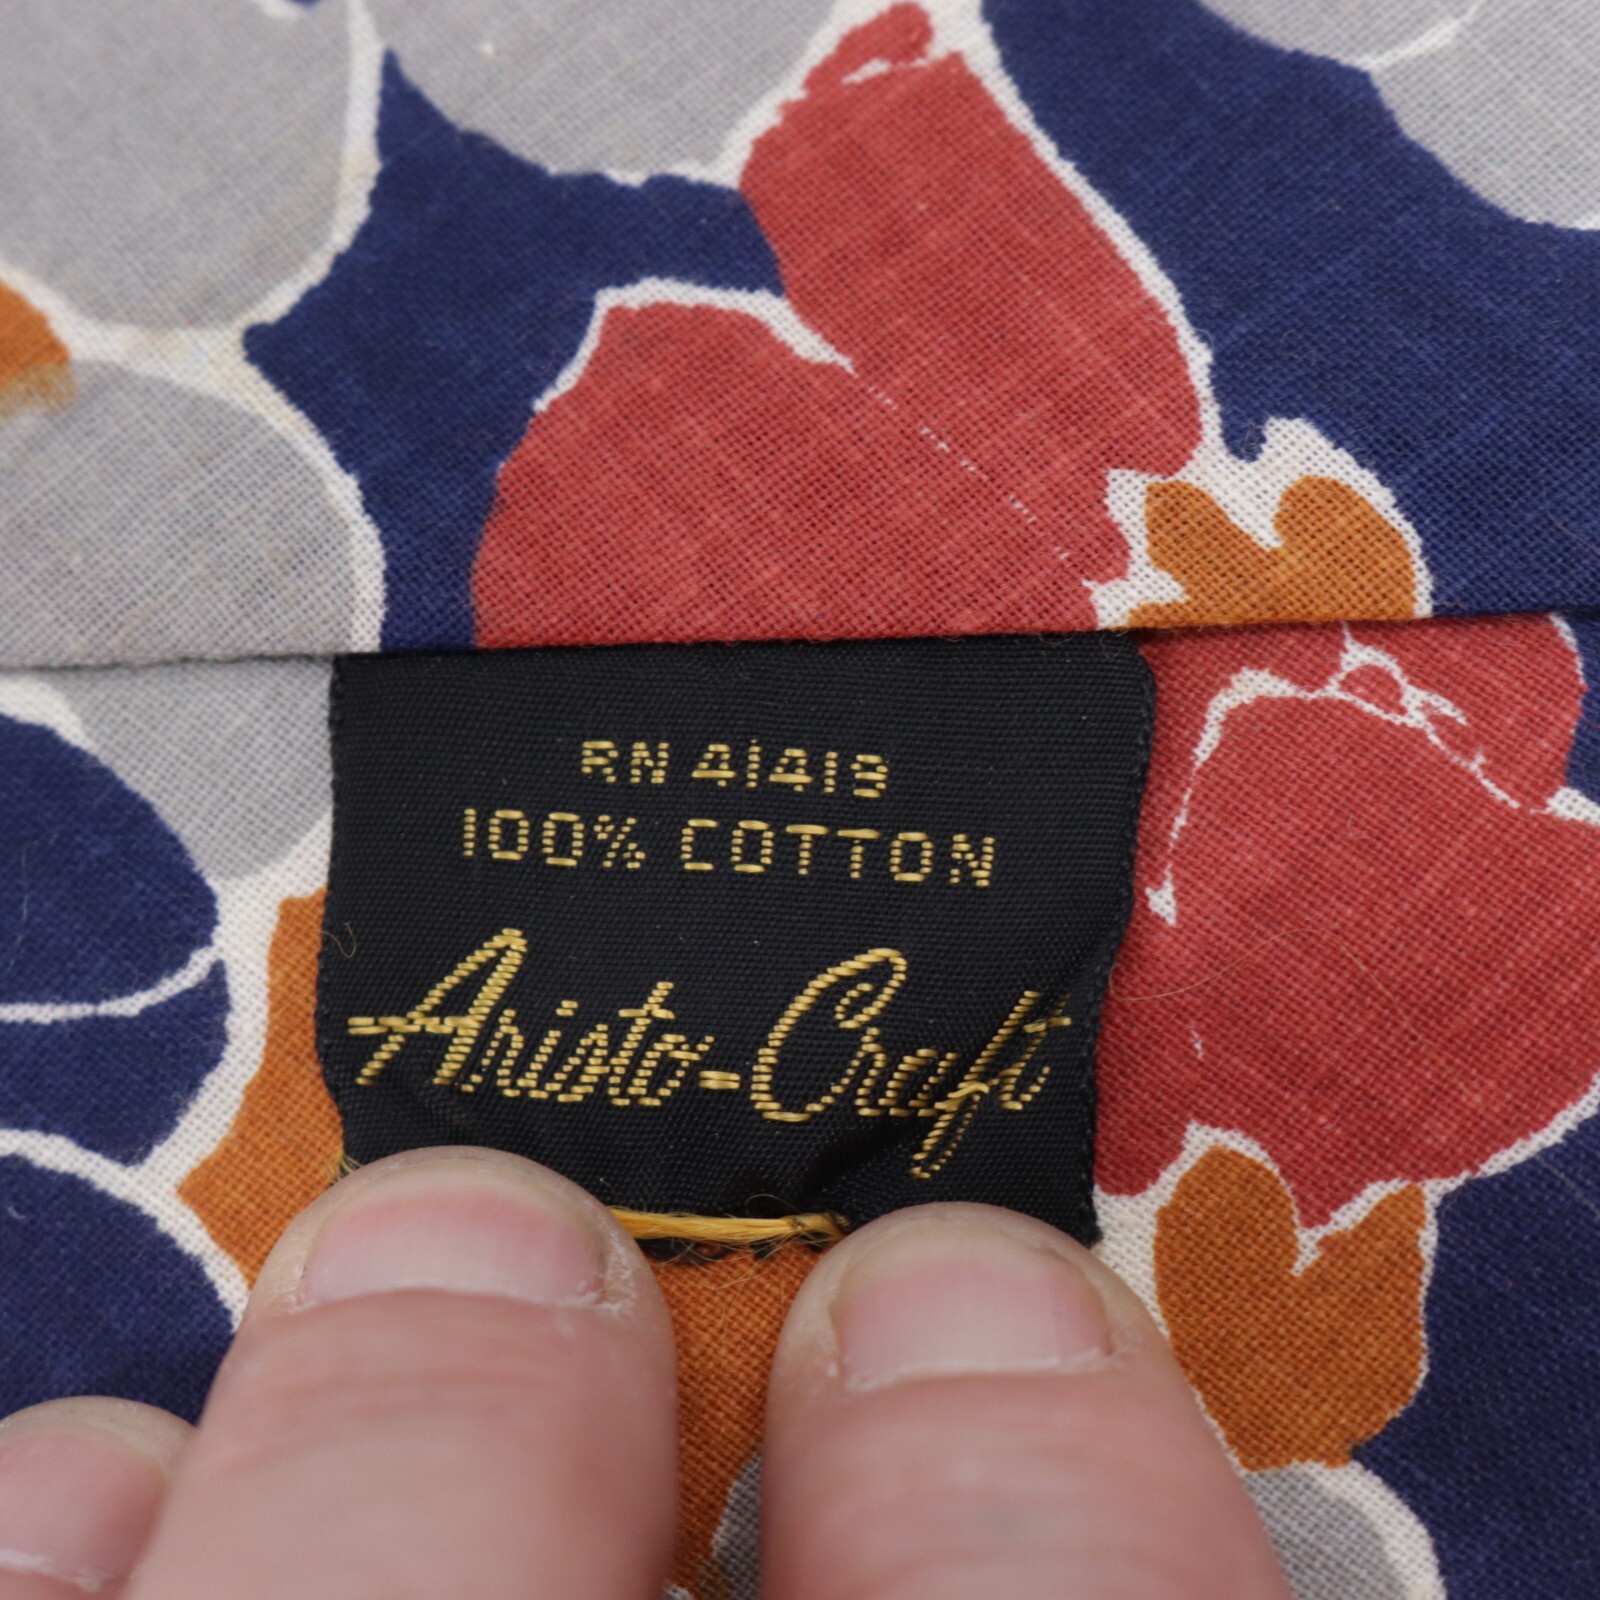 RN 41419
100% COTTON
Aristo-Craft